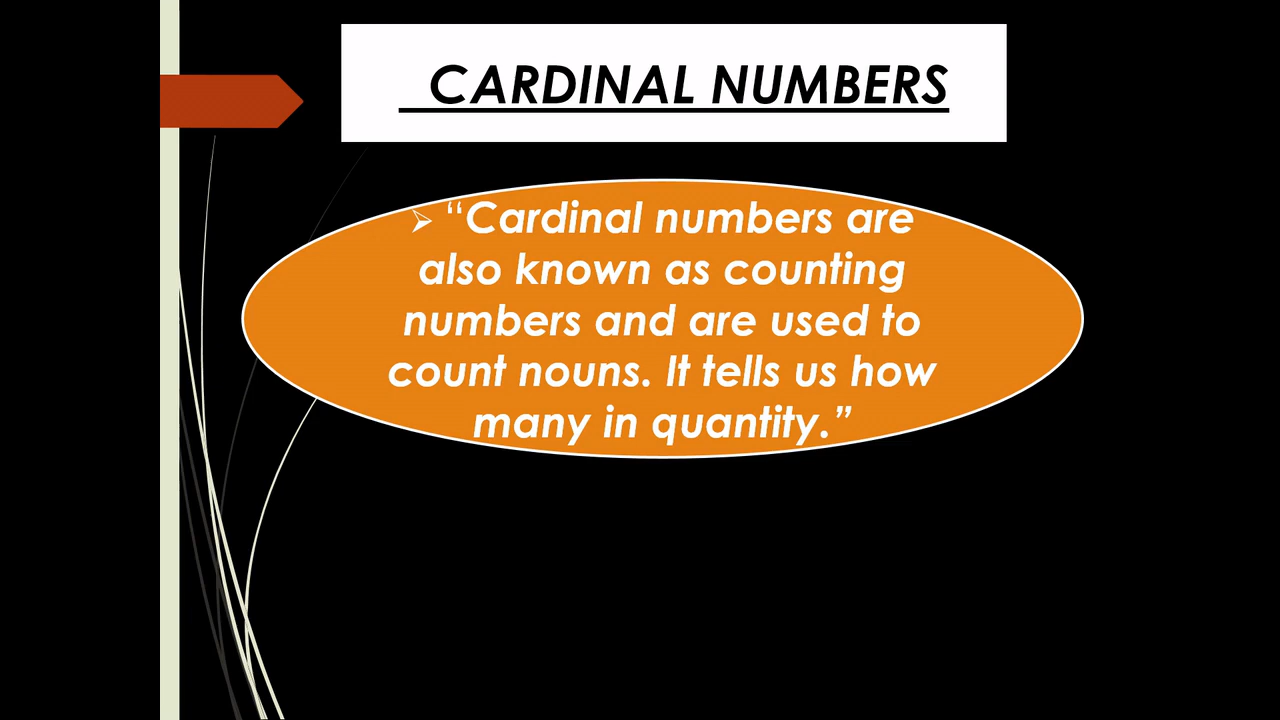 CARDINAL NUMBERS
➢ “Cardinal numbers are
also known as counting
numbers and are used to
count nouns. It tells us how
many in quantity.”